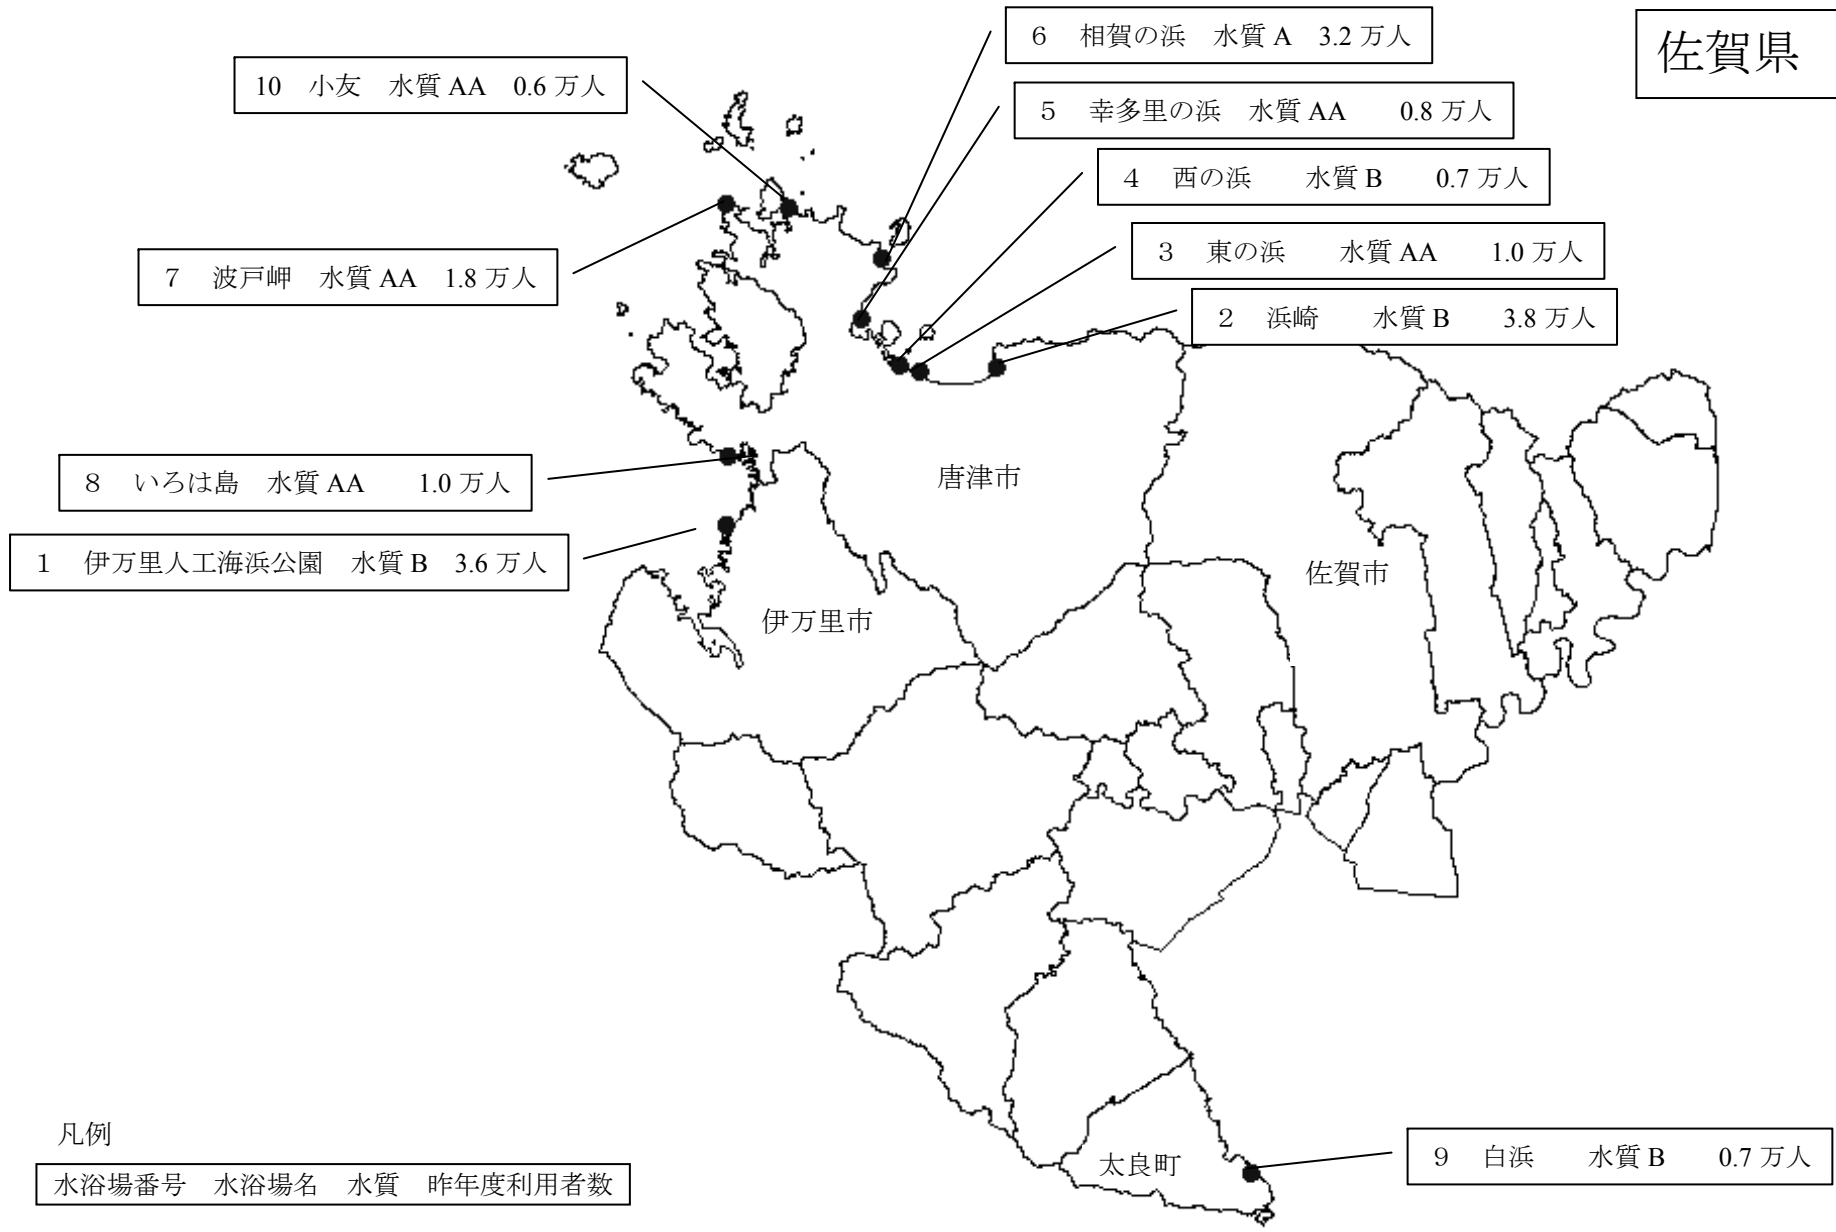 佐賀県
6 相賀の浜 水質 A 3.2 万人
10 小友 水質 AA 0.6 万人
5 幸多里の浜 水質 AA 0.8 万人
4 西の浜 水質 B 0.7 万人
3 東の浜 水質 AA 1.0 万人
7 波戸岬 水質 AA 1.8 万人
2 浜崎 水質 B 3.8 万人
8 いろは島 水質 AA 1.0 万人
唐津市
1 伊万里人工海浜公園 水質 B 3.6 万人
佐賀市
伊万里市
凡例
水浴場番号 水浴場名 水質 昨年度利用者数
太良町
9 白浜 水質 B 0.7 万人